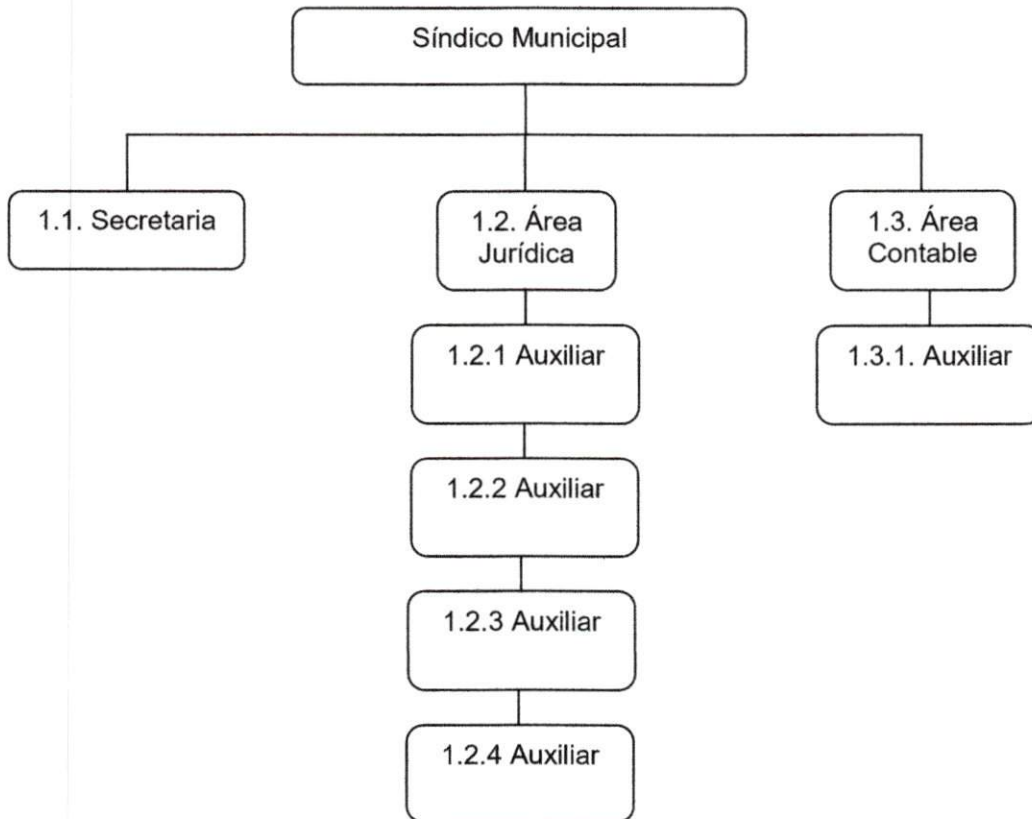 Síndico Municipal
1.1. Secretaria
1.2. Área
Jurídica
1.3. Área
Contable
1.2.1 Auxiliar
1.3.1. Auxiliar
1.2.2 Auxiliar
1.2.3 Auxiliar
1.2.4 Auxiliar